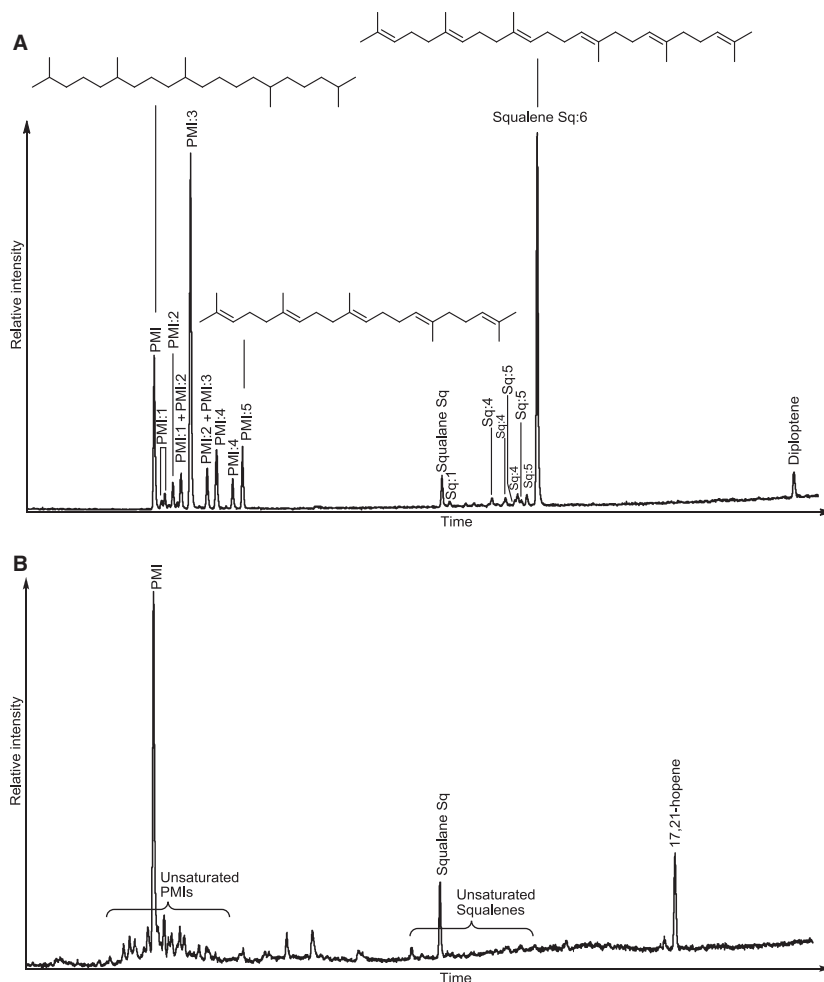 A
Squalene Sq:6
PMI:3
Relative intensity
PMI
PMI:1
PMI:2
PMI:1 + PMI:2
PMI:2 + PMI:3
PMI:4
PMI:4
PMI:5
Squalane Sq
Sq:1
Sq:4
Sq:4
Sq:5
Sq:4
Sq:5
Sq:5
Diploptene
Time
B
PMI
Relative intensity
Unsaturated
PMIs
Squalane Sq
Unsaturated
Squalenes
17,21-hopene
Time